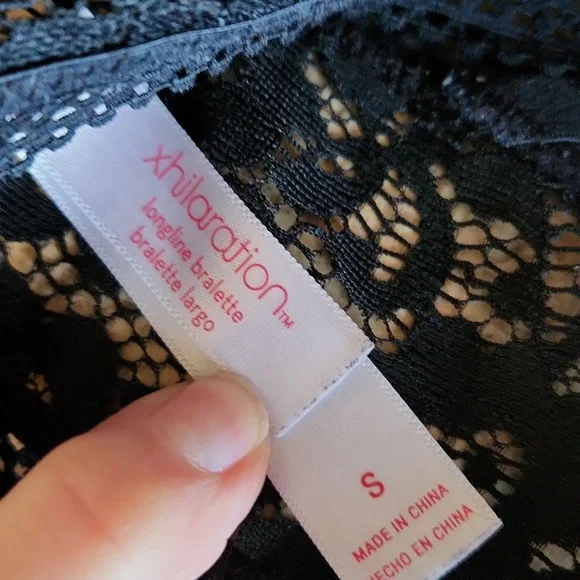 xhilaration™
longline bralette
bralette largo
S
MADE IN CHINA
HECHO EN CHINA